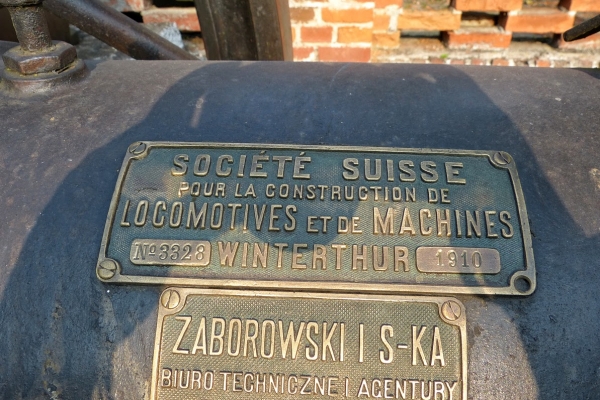 SOCIÉTÉ SUISSE
POUR LA CONSTRUCTION DE
LOCOMOTIVES ET DE MACHINES
No 3328 WINTERTHUR 1910
ZABOROWSKI I S-KA
BIURO TECHNICZNE I AGENTURY